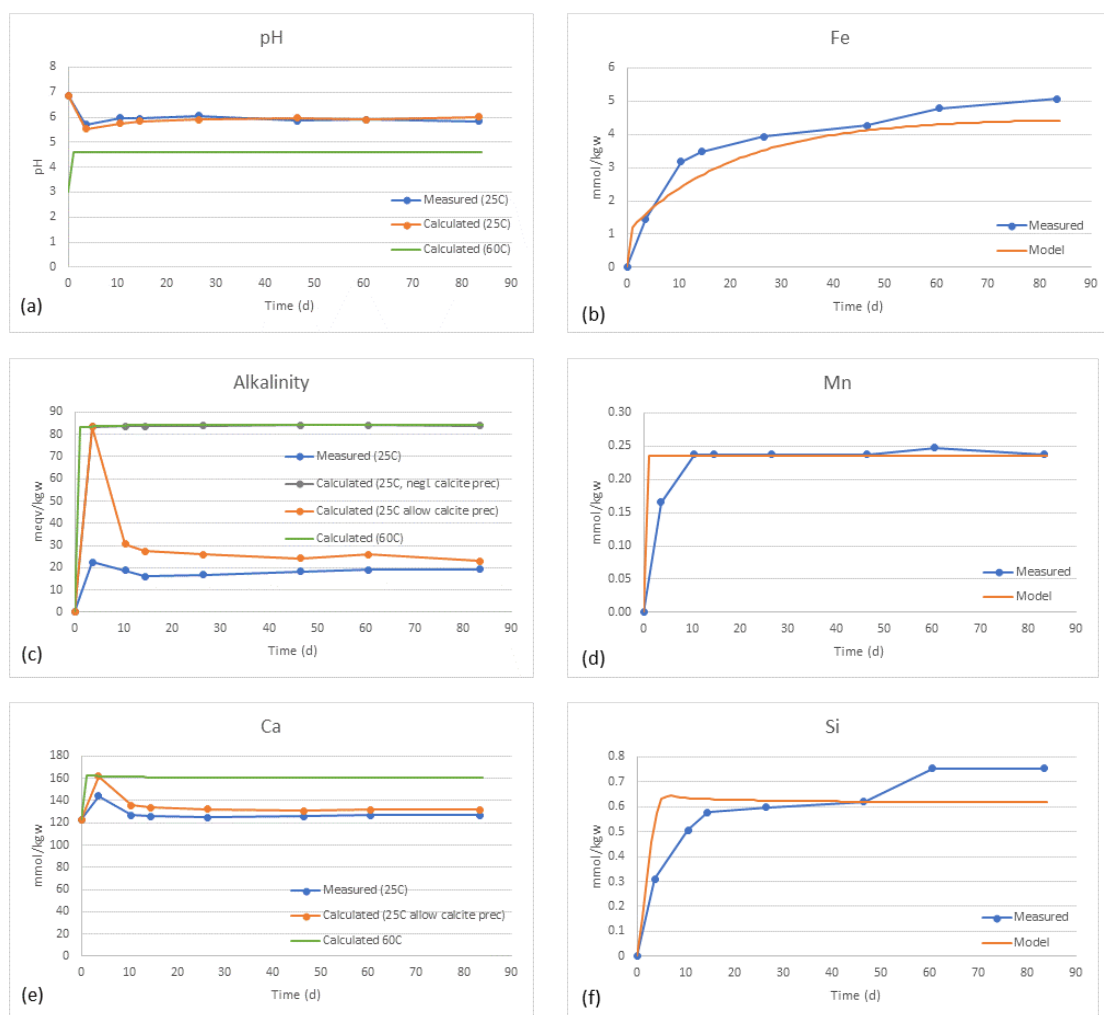 pH
8
7
6
5
4
3
2
1
0
pH
0 10 20 30 40 50 60 70 80 90
Time (d)
Measured (25C)
Calculated (25C)
Calculated (60C)
(a)
Fe
6
5
4
3
2
1
0
mmol/kgw
0 10 20 30 40 50 60 70 80 90
Time (d)
Measured
Model
(b)
Alkalinity
90
80
70
60
50
40
30
20
10
0
meqv/kgw
0 10 20 30 40 50 60 70 80 90
Time (d)
Measured (25C)
Calculated (25C, negl. calcite prec)
Calculated (25C allow calcite prec)
Calculated (60C)
(c)
Mn
0.30
0.25
0.20
0.15
0.10
0.05
0.00
mmol/kgw
0 10 20 30 40 50 60 70 80 90
Time (d)
Measured
Model
(d)
Ca
180
160
140
120
100
80
60
40
20
0
mmol/kgw
0 10 20 30 40 50 60 70 80 90
Time (d)
Measured (25C)
Calculated (25C allow calcite prec)
Calculated 60C
(e)
Si
0.8
0.7
0.6
0.5
0.4
0.3
0.2
0.1
0
mmol/kgw
0 10 20 30 40 50 60 70 80 90
Time (d)
Measured
Model
(f)